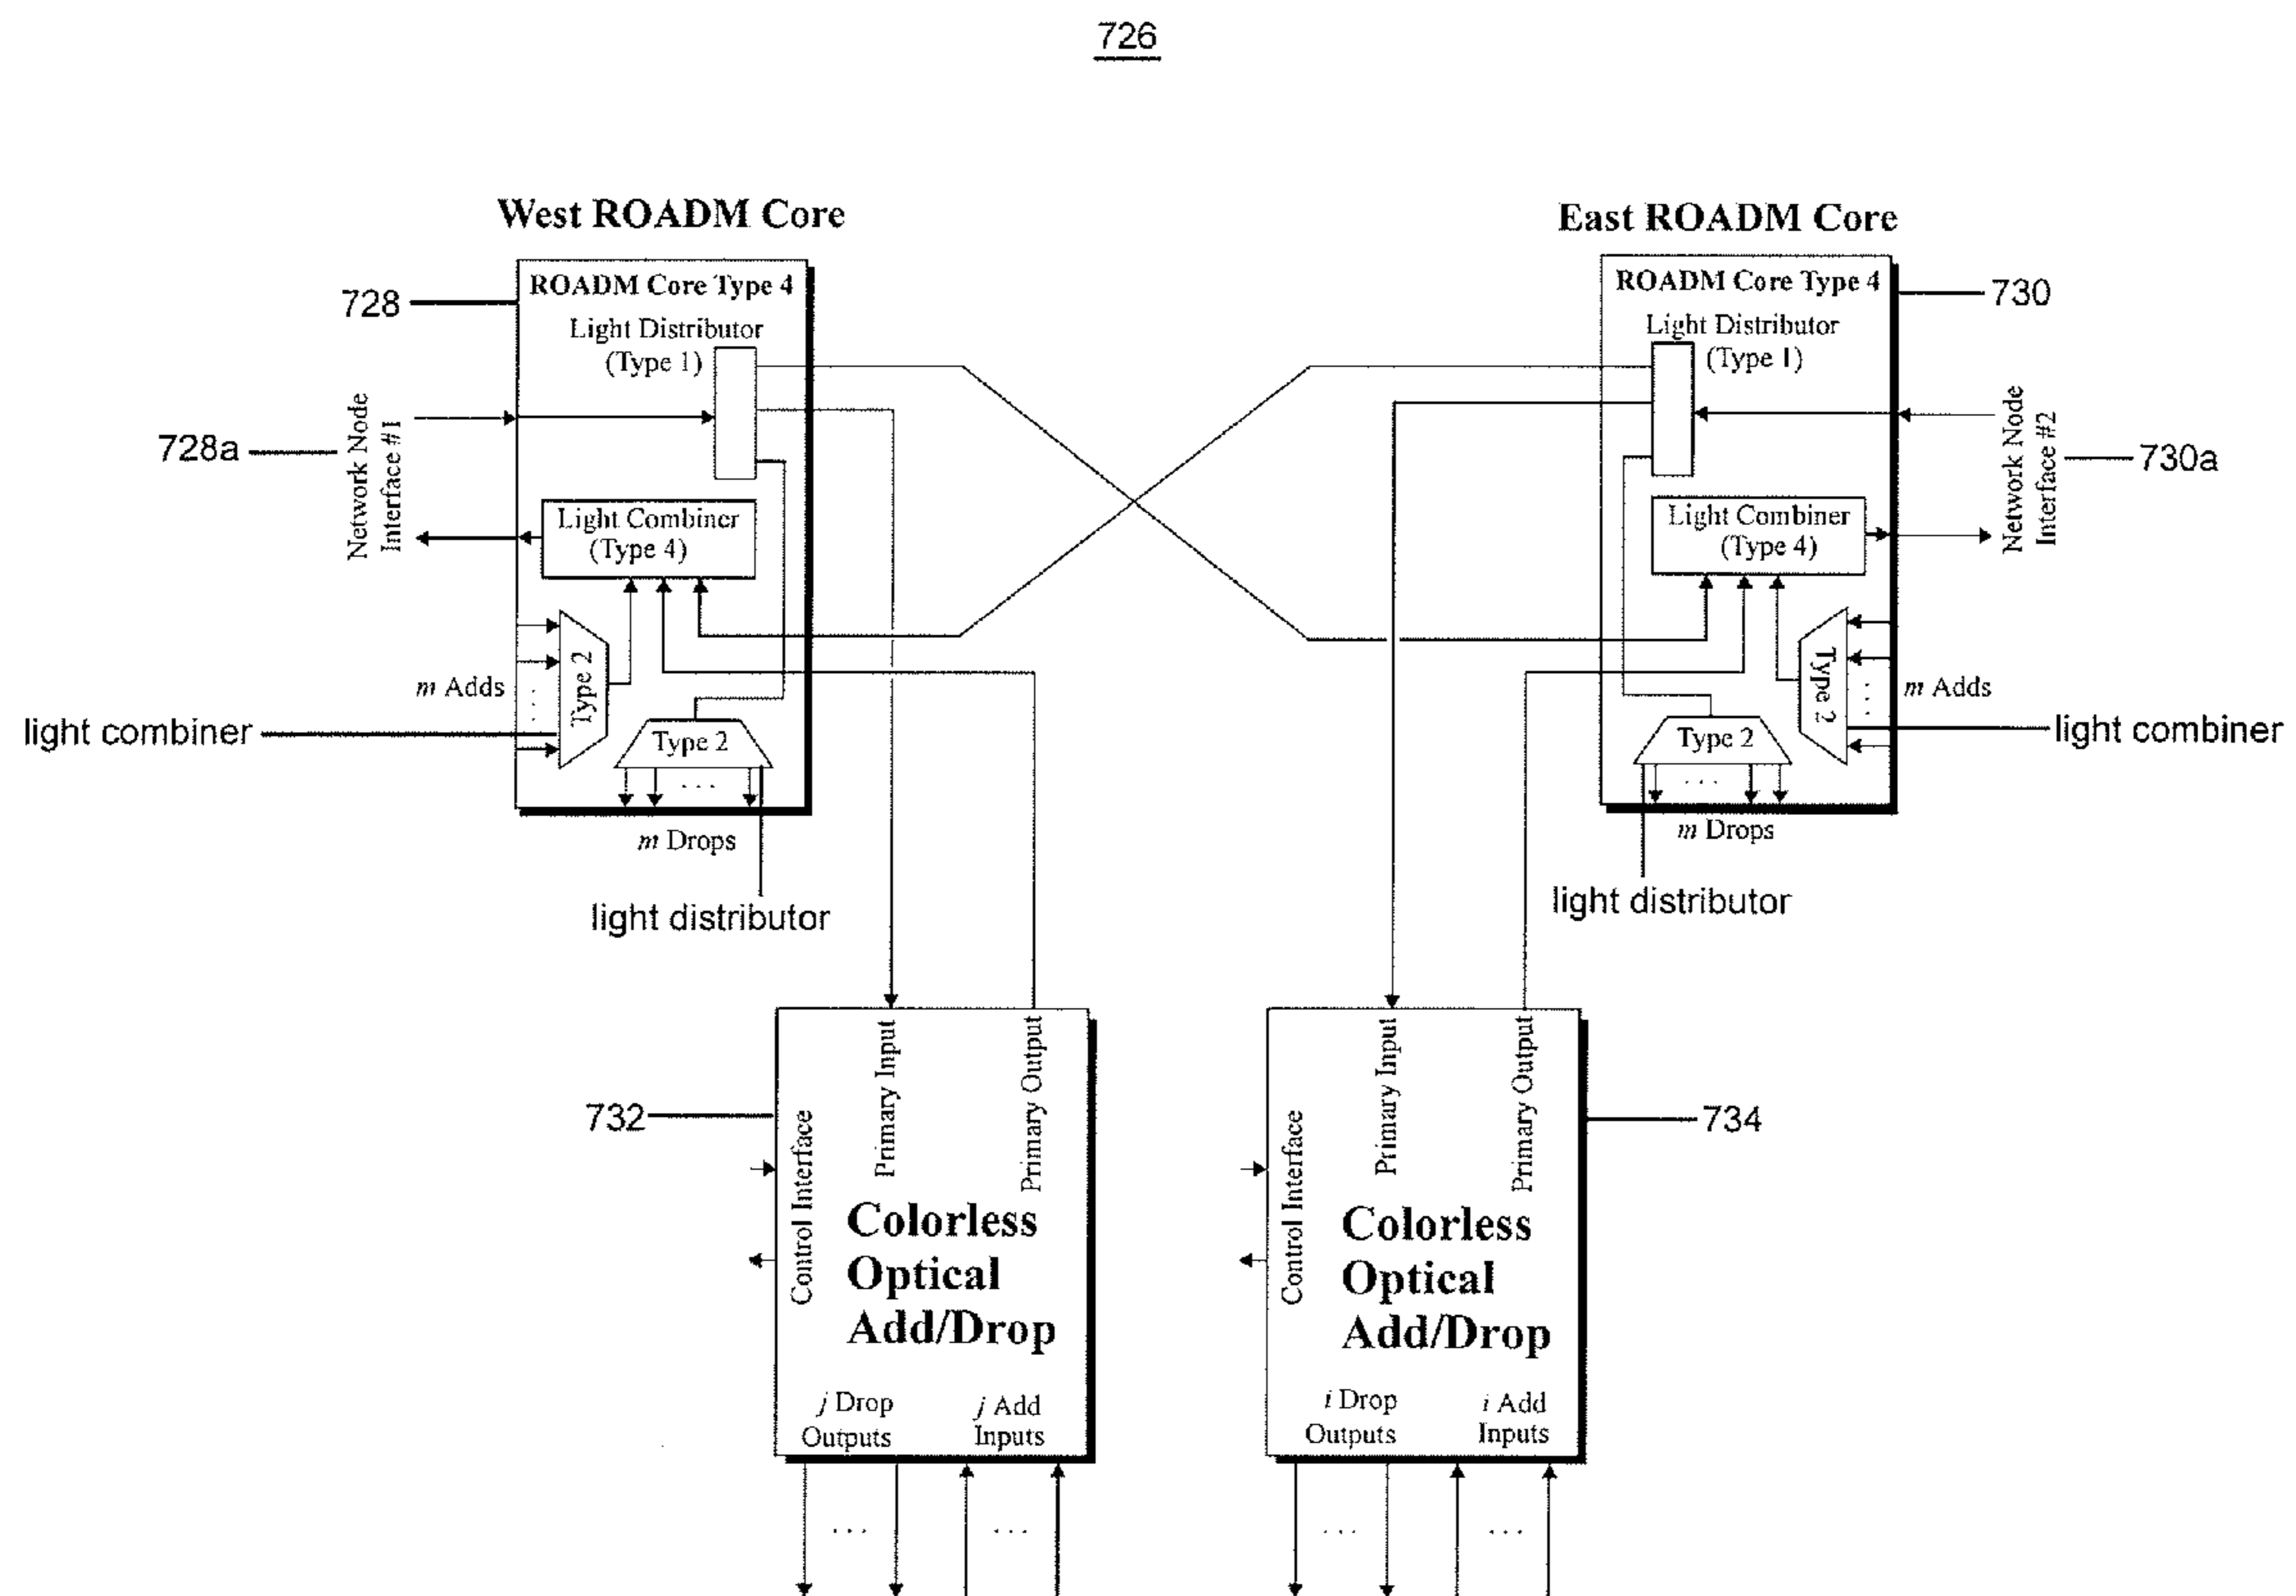 726
West ROADM Core
East ROADM Core
ROADM Core Type 4
Light Distributor
(Type 1)
728
Network Node
Interface #1
728a
Light Combiner
(Type 4)
m Adds
Type 2
light combiner
Type 2
...
m Drops
light distributor
ROADM Core Type 4
730
Light Distributor
(Type 1)
Network Node
Interface #2
730a
Light Combiner
(Type 4)
Type 2
m Adds
light combiner
Type 2
...
m Drops
light distributor
732
Control Interface
Primary Input
Primary Output
Colorless
Optical
Add/Drop
j Drop
Outputs
j Add
Inputs
...
...
734
Control Interface
Primary Input
Primary Output
Colorless
Optical
Add/Drop
i Drop
Outputs
i Add
Inputs
...
...